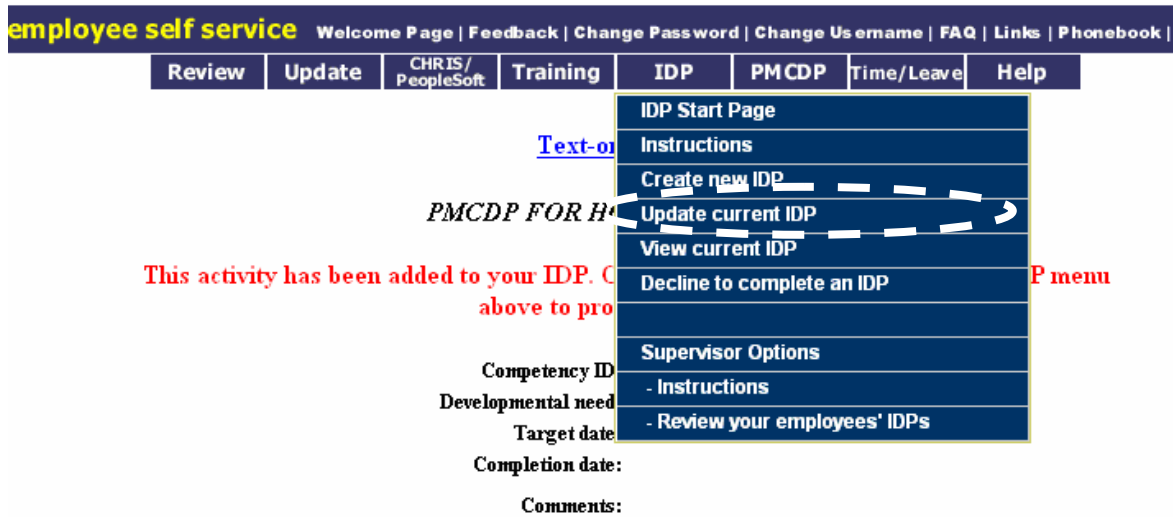 employee self service Welcome Page | Feedback | Change Password | Change Username | FAQ | Links | Phonebook |
Review Update CHRIS/ PeopleSoft Training IDP PMCDP Time/Leave Help
IDP Start Page
Instructions
Create new IDP
Update current IDP
View current IDP
Decline to complete an IDP
Supervisor Options
- Instructions
- Review your employees' IDPs
PMCDP FOR
This activity has been added to your IDP. menu
above to
Competency ID
Developmental need
Target date
Completion date:
Comments: